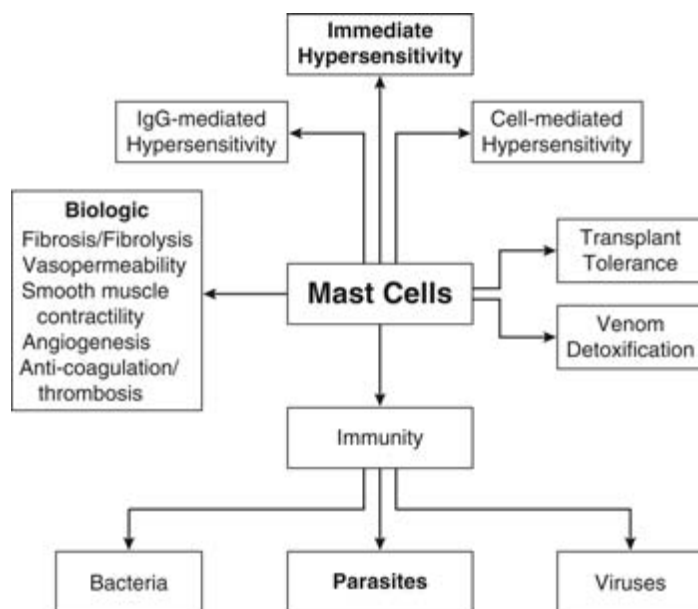 Immediate
Hypersensitivity
IgG-mediated
Hypersensitivity
Cell-mediated
Hypersensitivity
Biologic
Fibrosis/Fibrolysis
Vasopermeability
Smooth muscle
contractility
Angiogenesis
Anti-coagulation/
thrombosis
Mast Cells
Transplant
Tolerance
Venom
Detoxification
Immunity
Bacteria
Parasites
Viruses